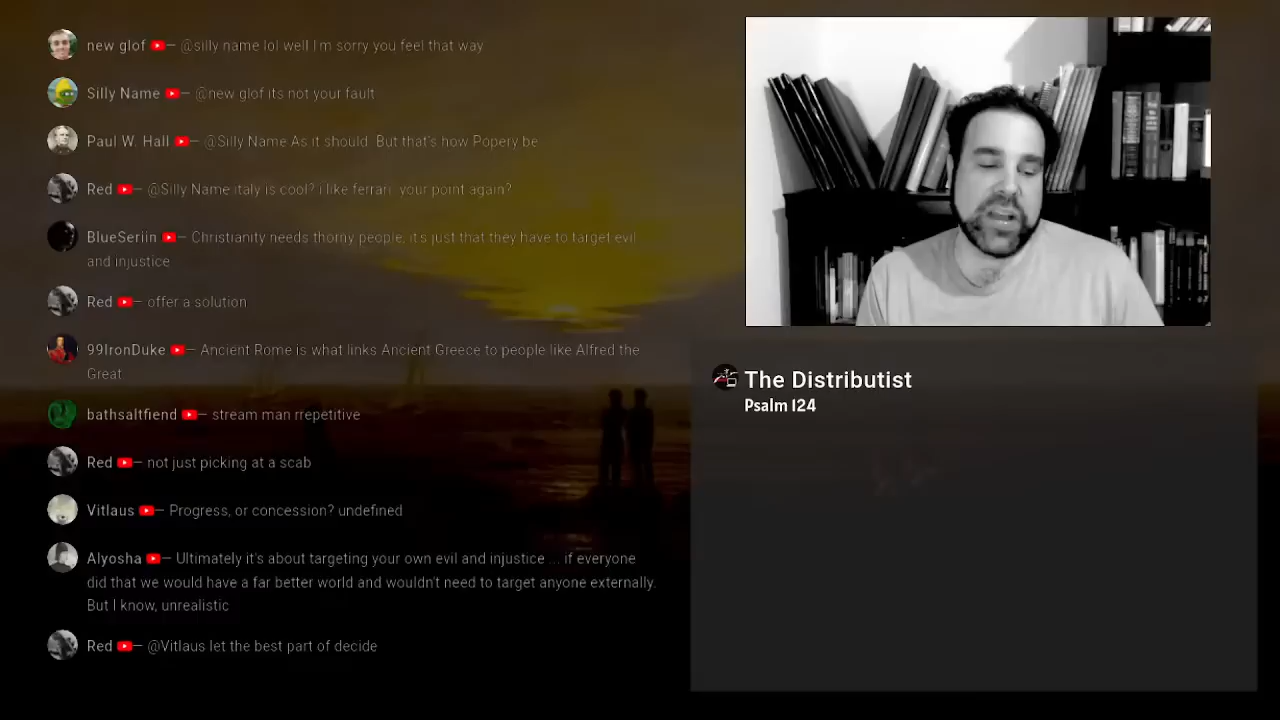 new glof — @silly name lol well I'm sorry you feel that way
Silly Name — @new glof its not your fault
Paul W. Hall — @Silly Name As it should. But that's how Popery be
Red — @Silly Name italy is cool? i like ferrari. your point again?
BlueSeriin — Christianity needs thorny people, it's just that they have to target evil
and injustice
Red — offer a solution
99IronDuke — Ancient Rome is what links Ancient Greece to people like Alfred the
Great.
bathsaltfiend — stream man rrepetitive
Red — not just picking at a scab
Vitlaus — Progress, or concession? undefined
Alyosha — Ultimately it's about targeting your own evil and injustice ... if everyone
did that we would have a far better world and wouldn't need to target anyone externally.
But I know, unrealistic
Red — @Vitlaus let the best part of decide
The Distributist
Psalm 124